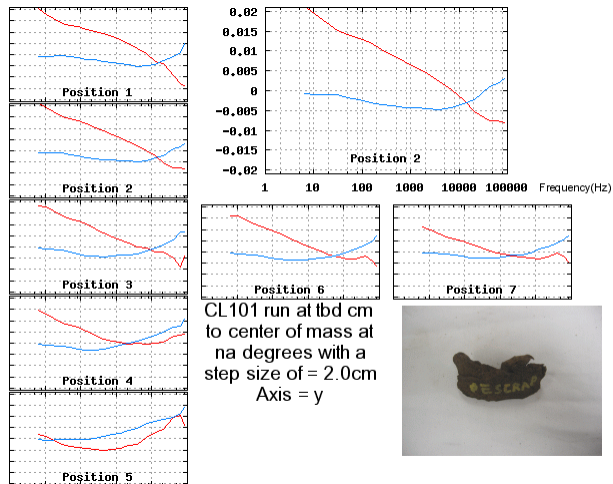 Position 1
Position 2
Position 3
Position 4
Position 5
0.02
0.015
0.01
0.005
0
-0.005
-0.01
-0.015
-0.02
Position 2
1 10 100 1000 10000 100000 Frequency(Hz)
Position 6
Position 7
CL101 run at tbd cm
to center of mass at
na degrees with a
step size of = 2.0cm
Axis = y